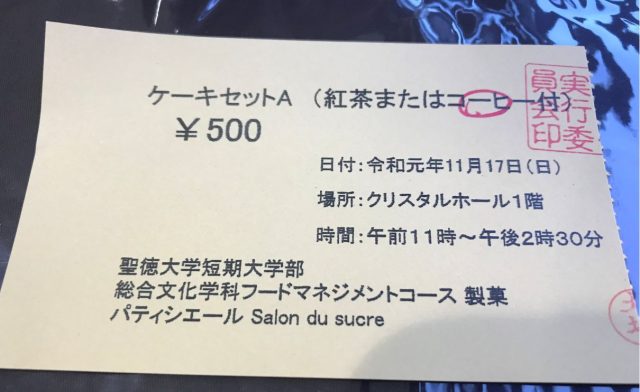 ケーキセットA （紅茶またはコーヒー付）
￥500
実行委
員会印
日付：令和元年11月17日（日）
場所：クリスタルホール1階
時間：午前11時～午後2時30分
聖徳大学短期大学部
総合文化学科フードマネジメントコース 製菓
パティシエール Salon du sucre